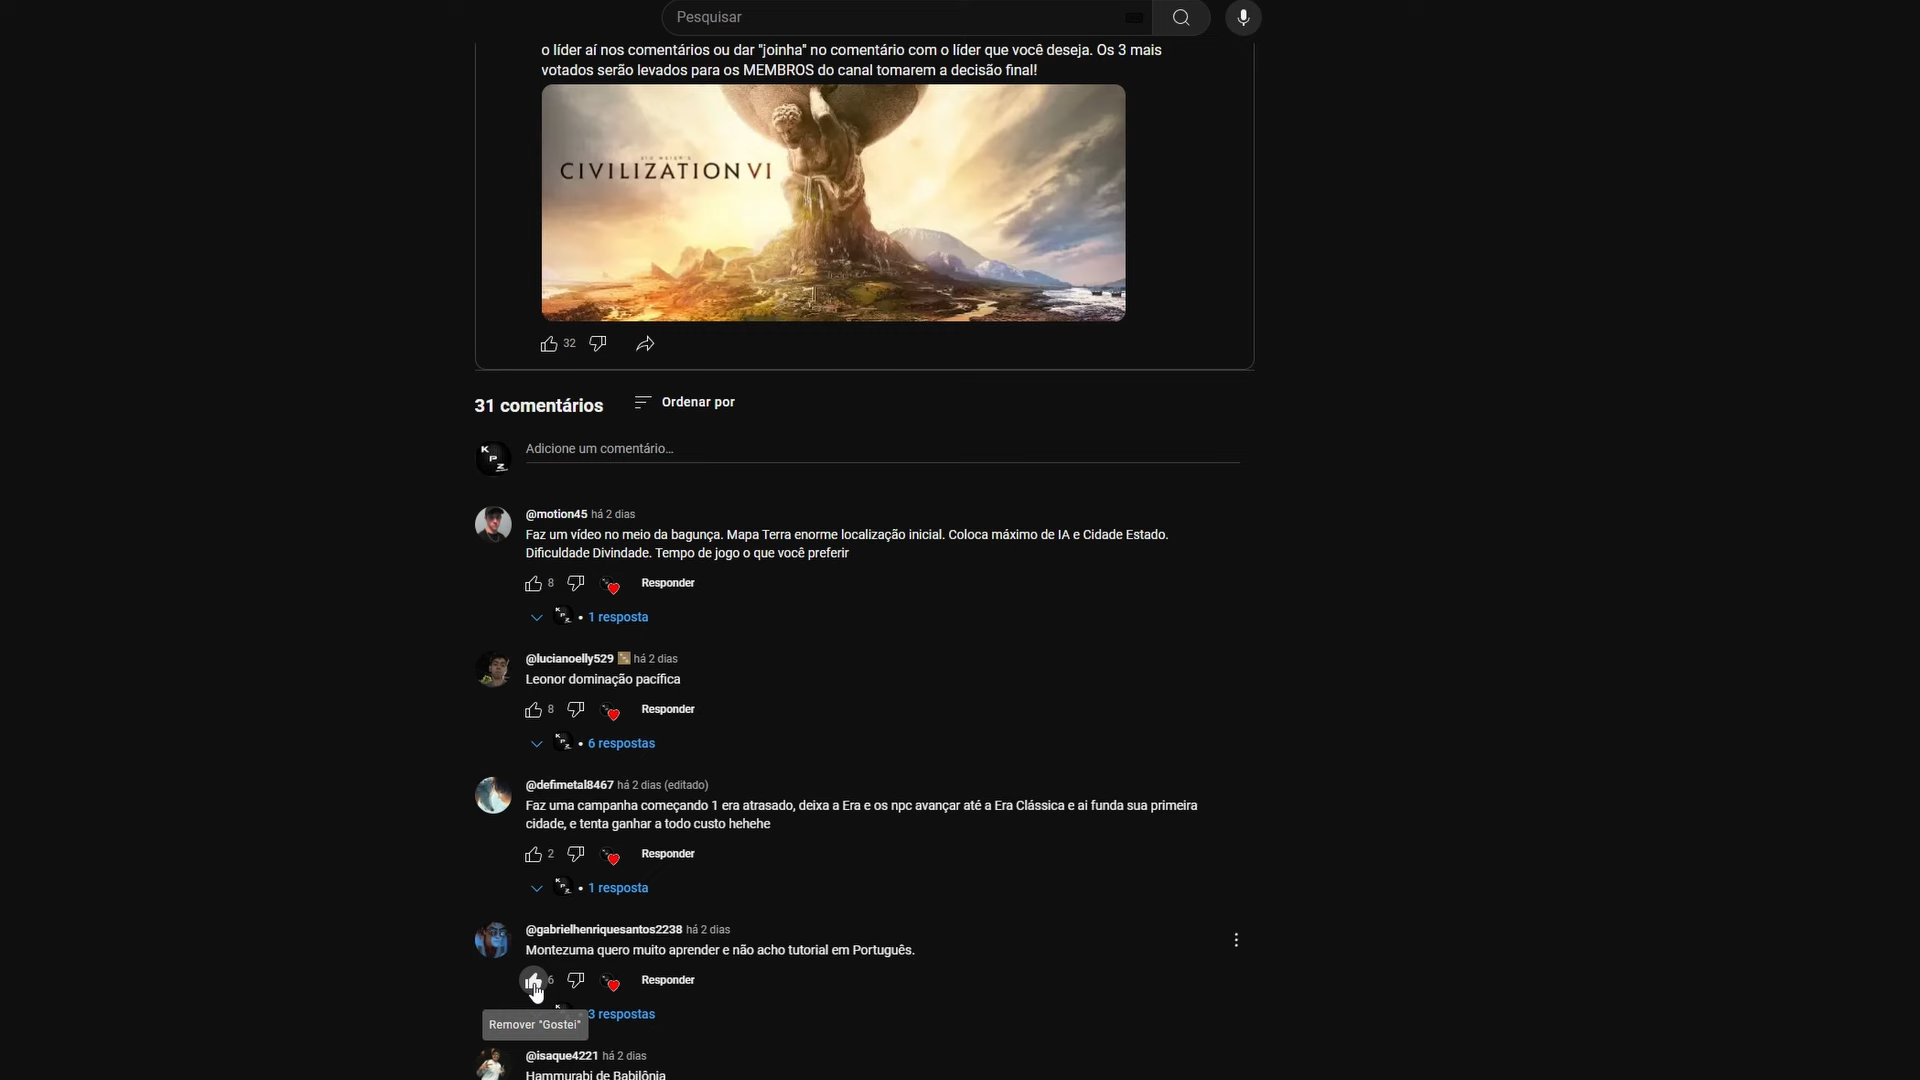 Pesquisar
o líder aí nos comentários ou dar "joinha" no comentário com o líder que você deseja. Os 3 mais
votados serão levados para os MEMBROS do canal tomarem a decisão final!
SID MEIER'S
CIVILIZATION VI
32
31 comentários
Ordenar por
Adicione um comentário...
K
P
Z
@motion45 há 2 dias
Faz um vídeo no meio da bagunça. Mapa Terra enorme localização inicial. Coloca máximo de IA e Cidade Estado.
Dificuldade Divindade. Tempo de jogo o que você preferir
8 Responder
• 1 resposta
@lucianoelly529 há 2 dias
Leonor dominação pacífica
8 Responder
• 6 respostas
@defimetal8467 há 2 dias (editado)
Faz uma campanha começando 1 era atrasado, deixa a Era e os npc avançar até a Era Clássica e ai funda sua primeira
cidade, e tenta ganhar a todo custo hehehe
2 Responder
• 1 resposta
@gabrielhenriquesantos2238 há 2 dias
Montezuma quero muito aprender e não acho tutorial em Português.
6 Responder
3 respostas
Remover "Gostei"
@isaque4221 há 2 dias
Hammurabi de Babilônia